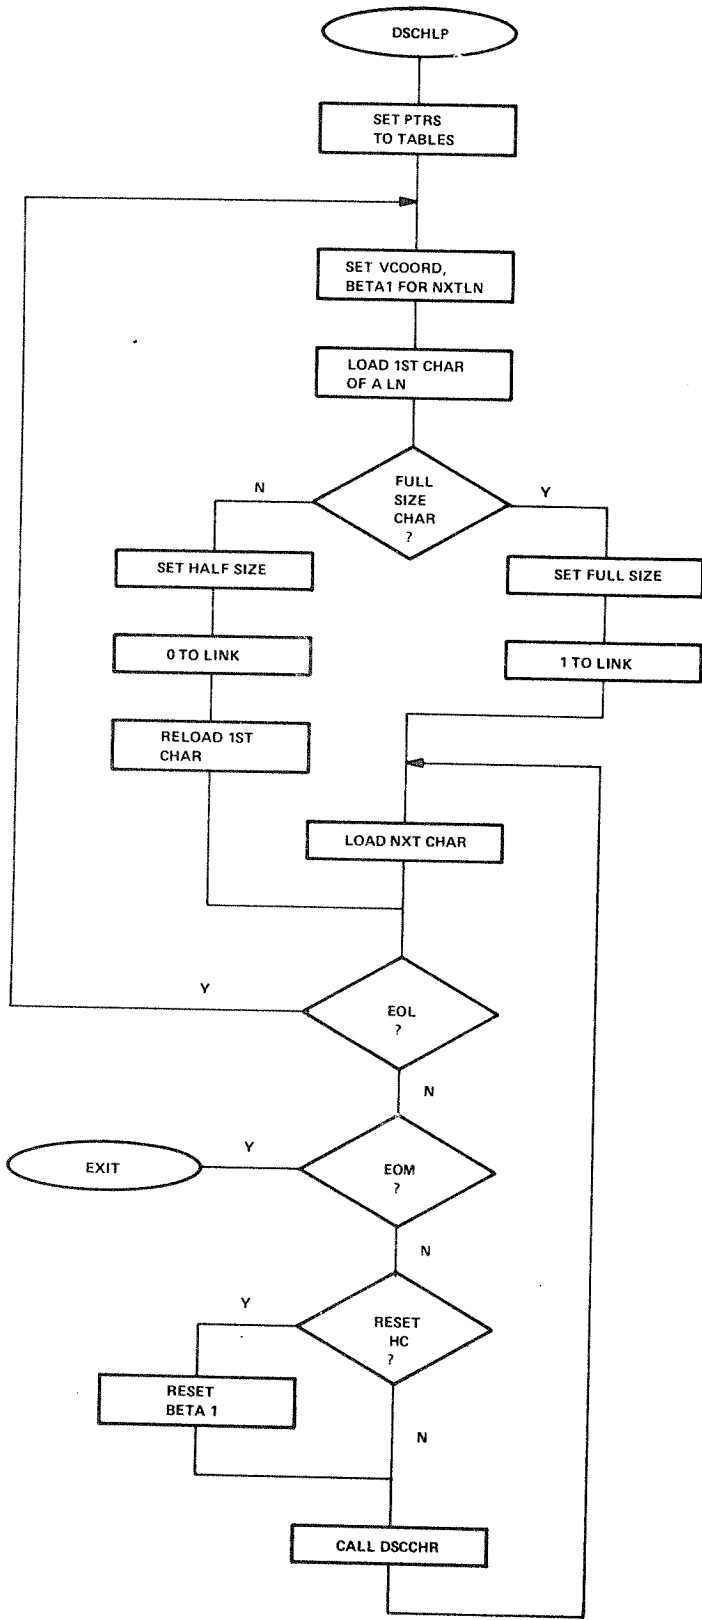 DSCHLP
SET PTRS
TO TABLES
SET VCOORD,
BETA1 FOR NXTLN
LOAD 1ST CHAR
OF A LN
FULL
SIZE
CHAR
?
N
Y
SET HALF SIZE
SET FULL SIZE
0 TO LINK
1 TO LINK
RELOAD 1ST
CHAR
LOAD NXT CHAR
Y
EOL
?
N
Y
EXIT
EOM
?
N
Y
RESET
HC
?
RESET
BETA 1
N
CALL DSCCHR